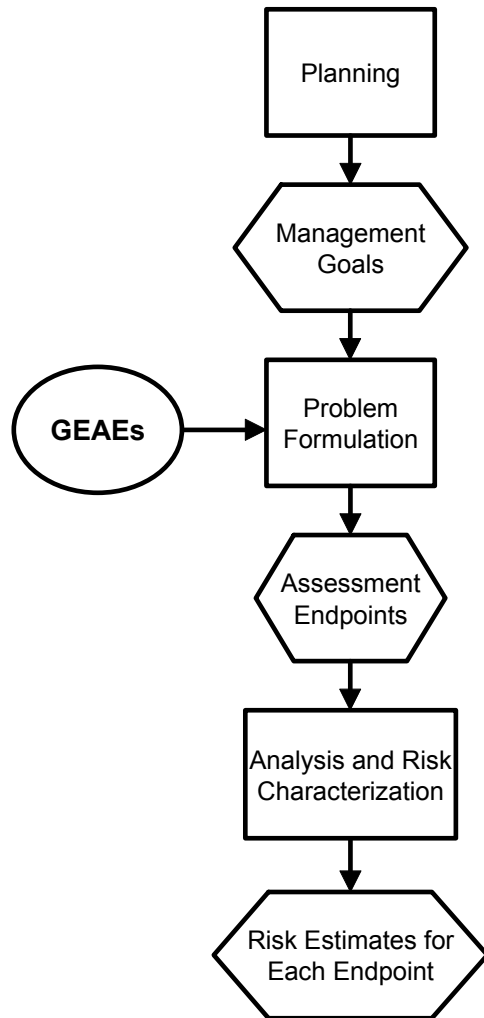 Planning
Management
Goals
GEAEs
Problem
Formulation
Assessment
Endpoints
Analysis and Risk
Characterization
Risk Estimates for
Each Endpoint